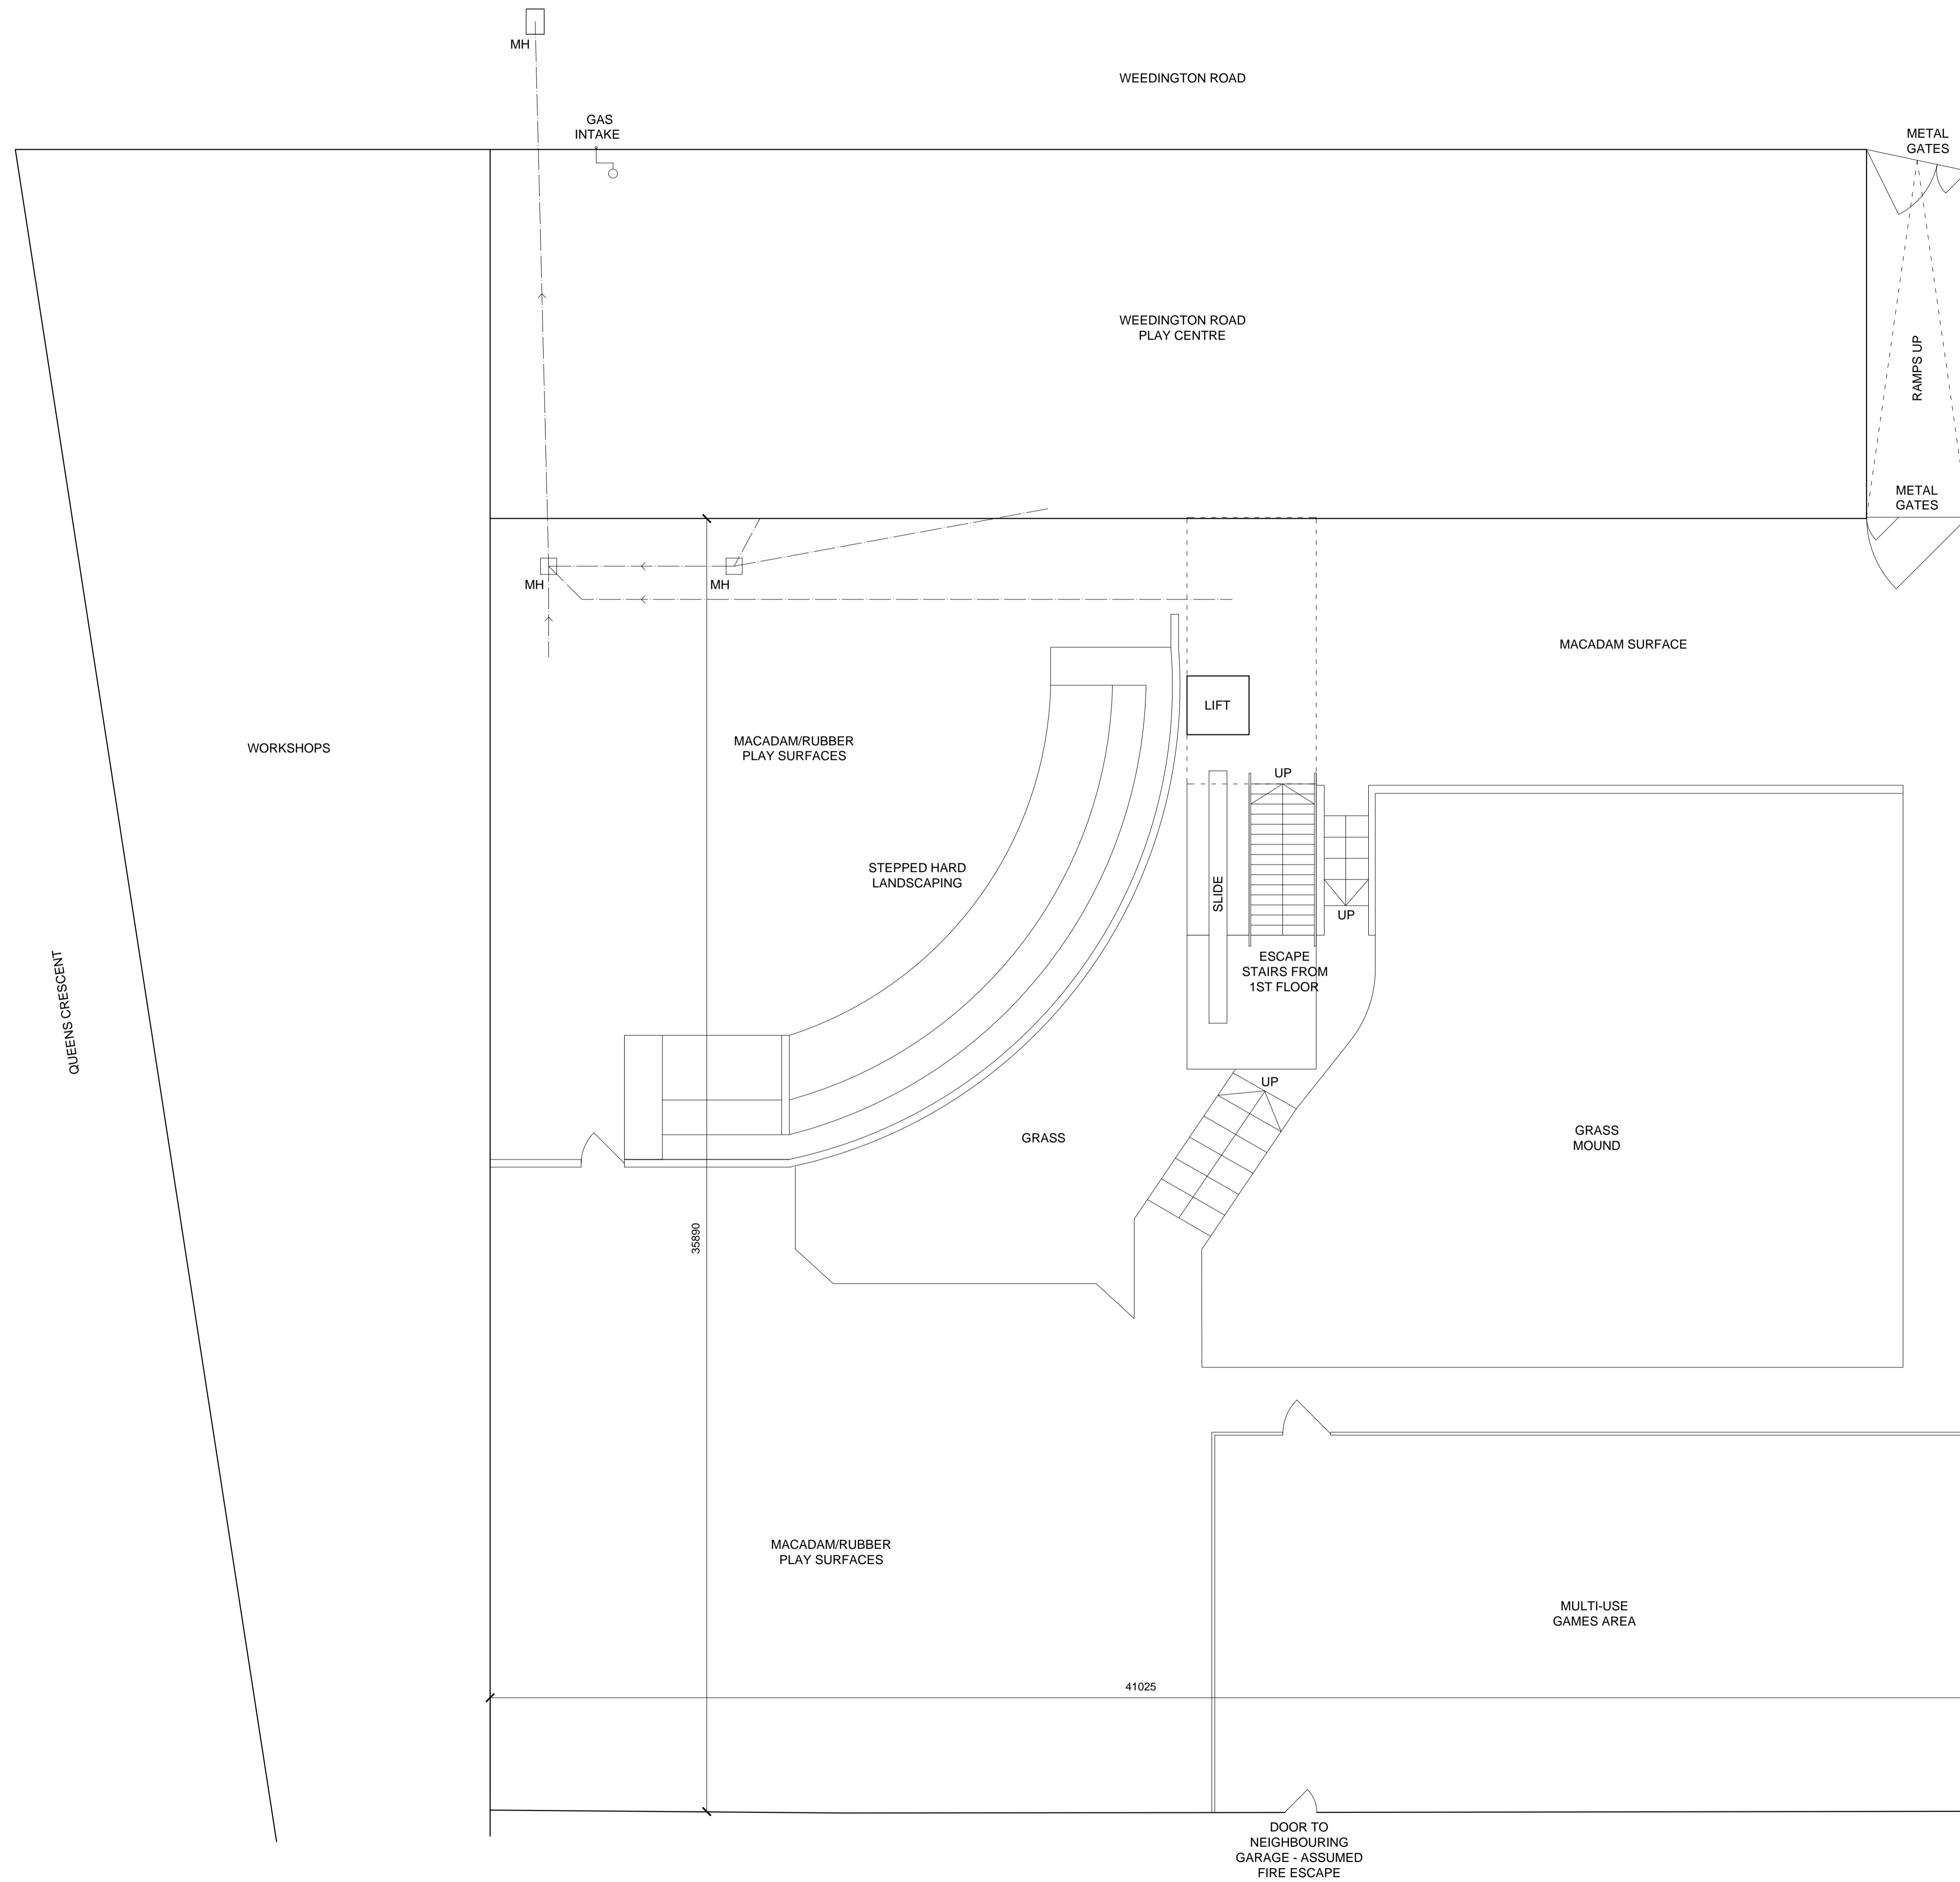 MH
WEEDINGTON ROAD
GAS
INTAKE
METAL
GATES
WEEDINGTON ROAD
PLAY CENTRE
RAMPS UP
METAL
GATES
MH
MH
MACADAM SURFACE
LIFT
WORKSHOPS
MACADAM/RUBBER
PLAY SURFACES
UP
STEPPED HARD
LANDSCAPING
SLIDE
UP
ESCAPE
STAIRS FROM
1ST FLOOR
QUEENS CRESCENT
UP
GRASS
GRASS
MOUND
35890
MACADAM/RUBBER
PLAY SURFACES
MULTI-USE
GAMES AREA
41025
DOOR TO
NEIGHBOURING
GARAGE - ASSUMED
FIRE ESCAPE